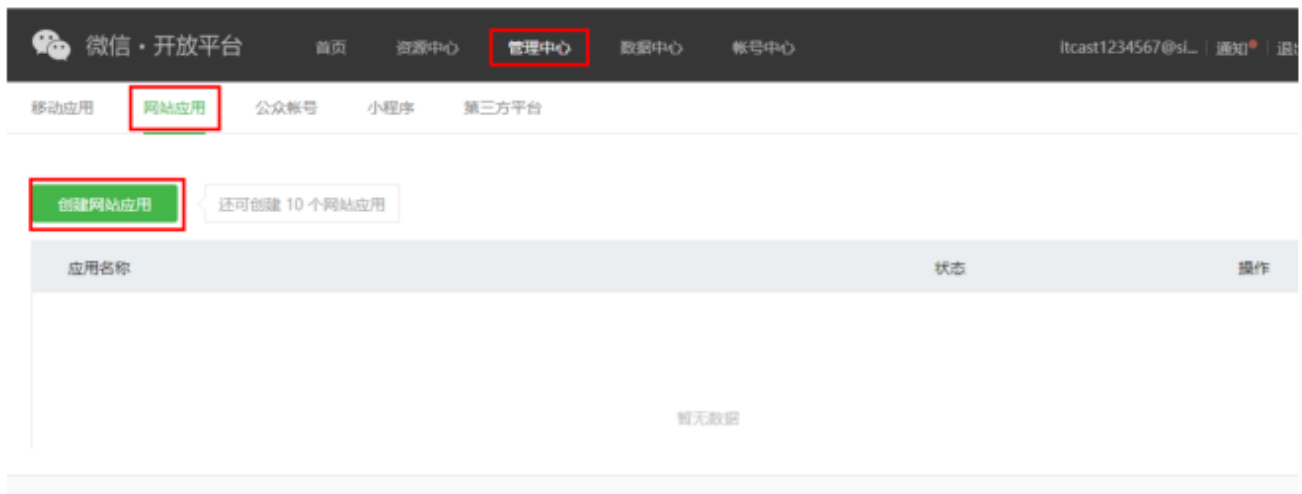 微信·开放平台 首页 资源中心 管理中心 数据中心 帐号中心 itcast1234567@si... 通知 退出
移动应用 网站应用 公众帐号 小程序 第三方平台
创建网站应用 还可创建 10 个网站应用
应用名称 状态 操作
暂无数据